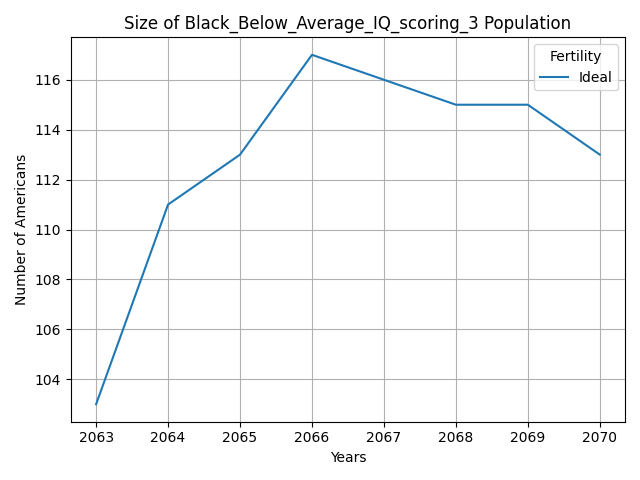 Size of Black_Below_Average_IQ_scoring_3 Population
Fertility
Ideal
116
114
112
110
108
106
104
Number of Americans
2063 2064 2065 2066 2067 2068 2069 2070
Years